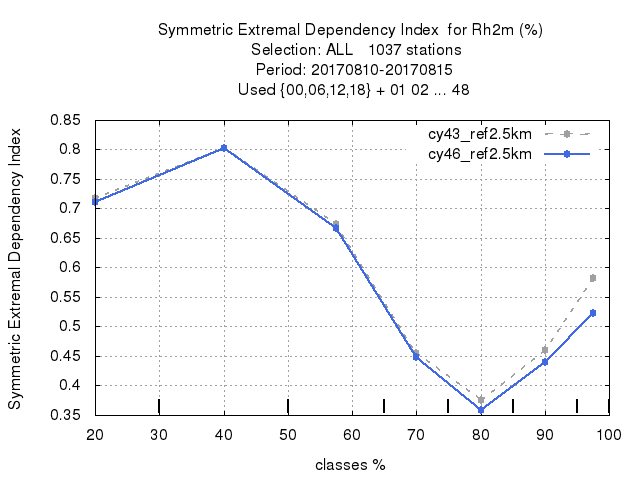 Symmetric Extremal Dependency Index  for Rh2m (%)
Selection: ALL   1037 stations
Period: 20170810-20170815
Used {00,06,12,18} + 01 02 ... 48
cy43_ref2.5km
cy46_ref2.5km
Symmetric Extremal Dependency Index
0.85
0.8
0.75
0.7
0.65
0.6
0.55
0.5
0.45
0.4
0.35
20 30 40 50 60 70 80 90 100
classes %